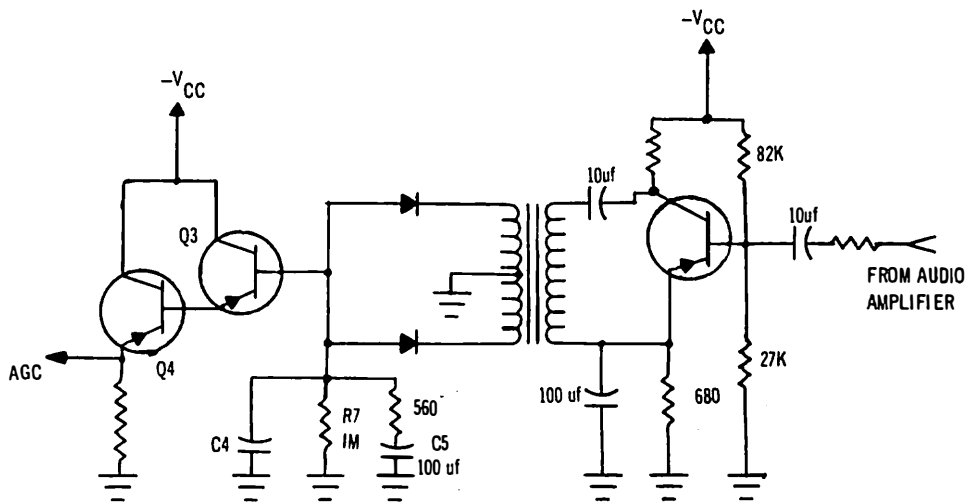 -VCC
-VCC
82K
10uf
10uf
Q3
FROM AUDIO
AMPLIFIER
AGC
Q4
27K
560
100 uf
680
R7
1M
C4
C5
100 uf